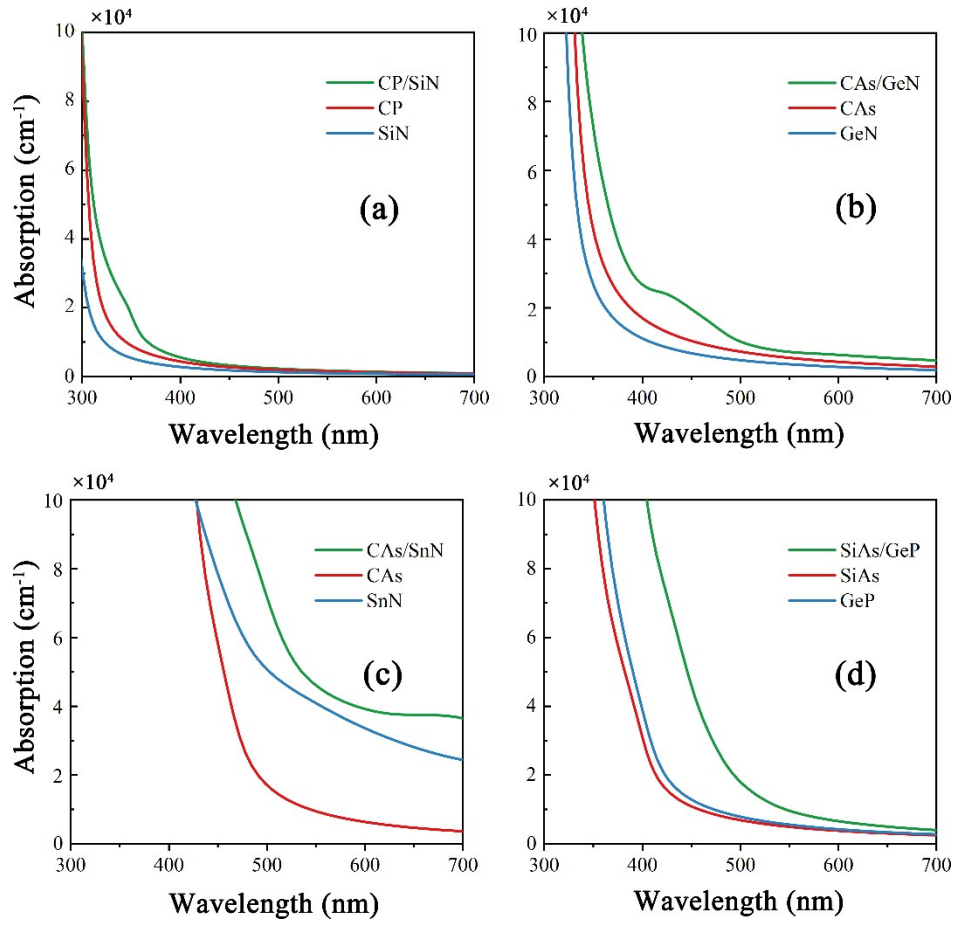 ×10⁴
10
8
6
4
2
0
Absorption (cm⁻¹)
CP/SiN
CP
SiN
(a)
300 400 500 600 700
Wavelength (nm)
×10⁴
10
8
6
4
2
0
CAs/GeN
CAs
GeN
(b)
300 400 500 600 700
Wavelength (nm)
×10⁴
10
8
6
4
2
0
Absorption (cm⁻¹)
CAs/SnN
CAs
SnN
(c)
300 400 500 600 700
Wavelength (nm)
×10⁴
10
8
6
4
2
0
SiAs/GeP
SiAs
GeP
(d)
300 400 500 600 700
Wavelength (nm)